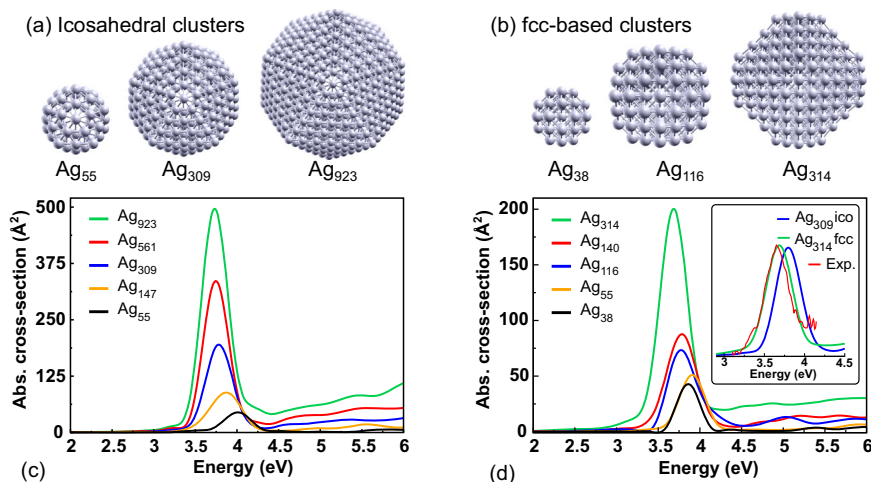 (a) Icosahedral clusters
Ag₅₅
Ag₃₀₉
Ag₉₂₃
(b) fcc-based clusters
Ag₃₈
Ag₁₁₆
Ag₃₁₄
Abs. cross-section (Å²)
500
375
250
125
0
Ag₉₂₃
Ag₅₆₁
Ag₃₀₉
Ag₁₄₇
Ag₅₅
2 2.5 3 3.5 4 4.5 5 5.5 6
Energy (eV)
(c)
Abs. cross-section (Å²)
200
150
100
50
0
Ag₃₁₄
Ag₁₄₀
Ag₁₁₆
Ag₅₅
Ag₃₈
Ag₃₀₉ico
Ag₃₁₄fcc
Exp.
3 3.5 4 4.5
Energy (eV)
2 2.5 3 3.5 4 4.5 5 5.5 6
Energy (eV)
(d)